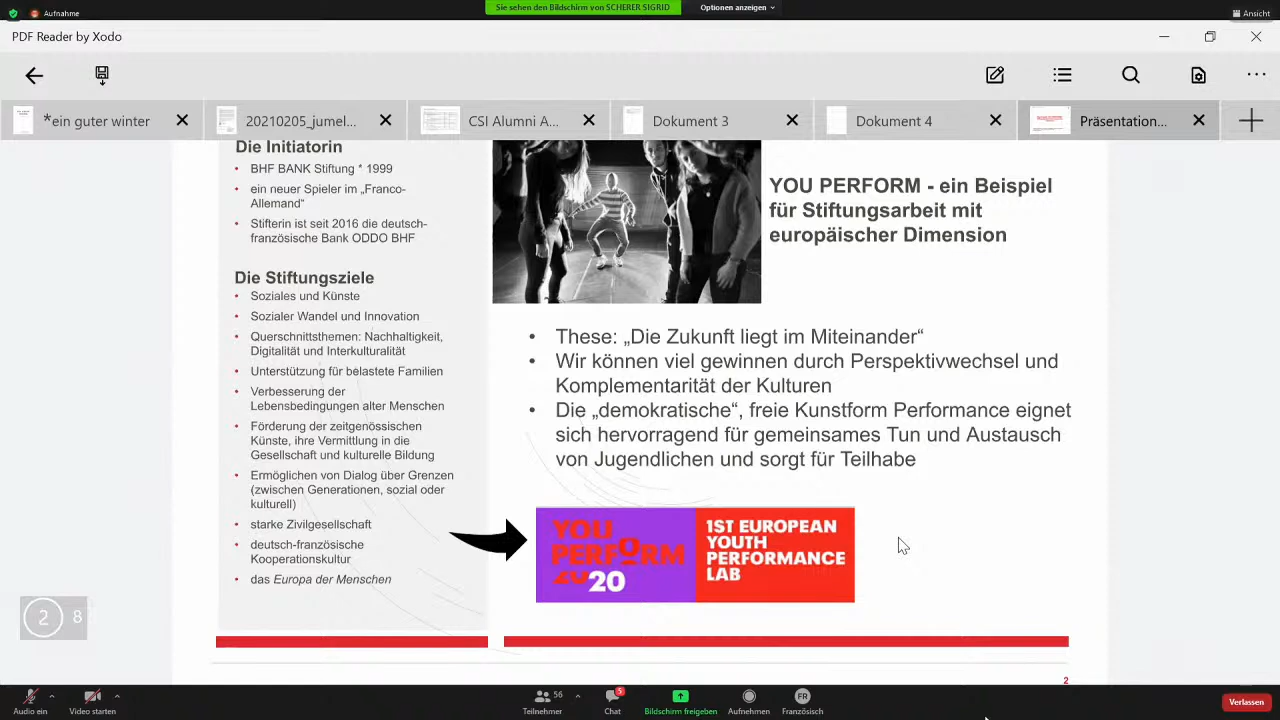 Aufnahme
Sie sehen den Bildschirm von SCHERER SIGRID
Optionen anzeigen
Ansicht
PDF Reader by Xodo
*ein guter winter
20210205_jumel...
CSI Alumni A...
Dokument 3
Dokument 4
Präsentation...
Die Initiatorin
• BHF BANK Stiftung * 1999
• ein neuer Spieler im „Franco-
Allemand“
• Stifterin ist seit 2016 die deutsch-
französische Bank ODDO BHF
Die Stiftungsziele
• Soziales und Künste
• Sozialer Wandel und Innovation
• Querschnittsthemen: Nachhaltigkeit,
Digitalität und Interkulturalität
• Unterstützung für belastete Familien
• Verbesserung der
Lebensbedingungen alter Menschen
• Förderung der zeitgenössischen
Künste, ihre Vermittlung in die
Gesellschaft und kulturelle Bildung
• Ermöglichen von Dialog über Grenzen
(zwischen Generationen, sozial oder
kulturell)
• starke Zivilgesellschaft
• deutsch-französische
Kooperationskultur
• das Europa der Menschen
YOU PERFORM - ein Beispiel
für Stiftungsarbeit mit
europäischer Dimension
• These: „Die Zukunft liegt im Miteinander“
• Wir können viel gewinnen durch Perspektivwechsel und
Komplementarität der Kulturen
• Die „demokratische“, freie Kunstform Performance eignet
sich hervorragend für gemeinsames Tun und Austausch
von Jugendlichen und sorgt für Teilhabe
YOU
PERFORM
2020
1ST EUROPEAN
YOUTH
PERFORMANCE
LAB
2 8
2
Audio ein
Video starten
56
Teilnehmer
5
Chat
Bildschirm freigeben
Aufnehmen
FR
Französisch
Verlassen